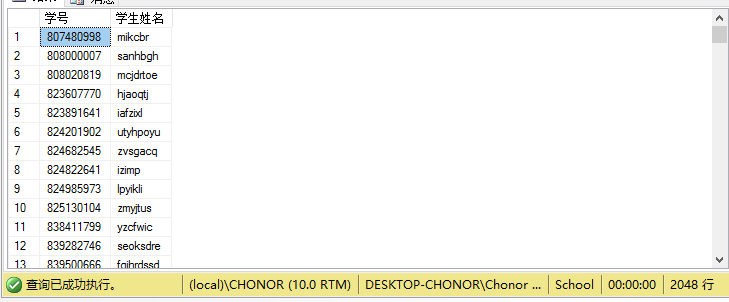 学号 学生姓名
1 807480998 mikcbr
2 808000007 sanhbgh
3 808020819 mcjdrtoe
4 823607770 hjaoqtj
5 823891641 iafzixl
6 824201902 utyhpoyu
7 824682545 zvsgacq
8 824822641 izimp
9 824985973 lpyikli
10 825130104 zmyjtus
11 838411799 yzcfwic
12 839282746 seoksdre
13 839500666
查询已成功执行。 (local)\CHONOR (10.0 RTM) DESKTOP-CHONOR\Chonor ... School 00:00:00 2048 行